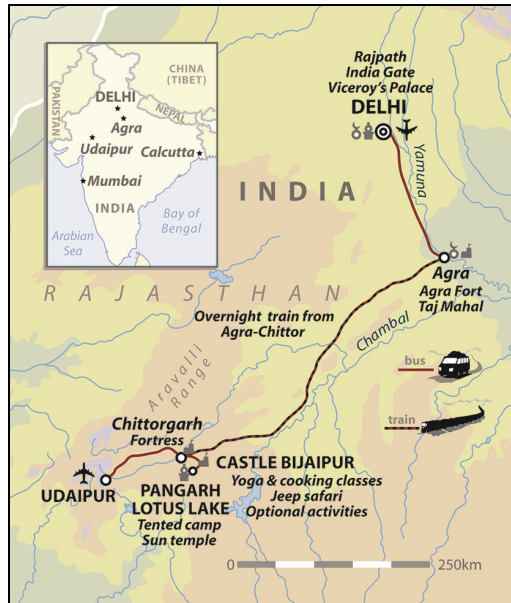 CHINA
(TIBET)
PAKISTAN
DELHI
NEPAL
Agra
Udaipur
Calcutta
Mumbai
INDIA
Bay of
Bengal
Arabian
Sea
Rajpath
India Gate
Viceroy's Palace
DELHI
Yamuna
INDIA
Agra
Agra Fort
Taj Mahal
RAJASTHAN
Overnight train from
Agra-Chittor
Chambal
bus
Aravalli
Range
train
Chittorgarh
Fortress
CASTLE BIJAIPUR
Yoga & cooking classes
Jeep safari
Optional activities
UDAIPUR
PANGARH
LOTUS LAKE
Tented camp
Sun temple
0 250km